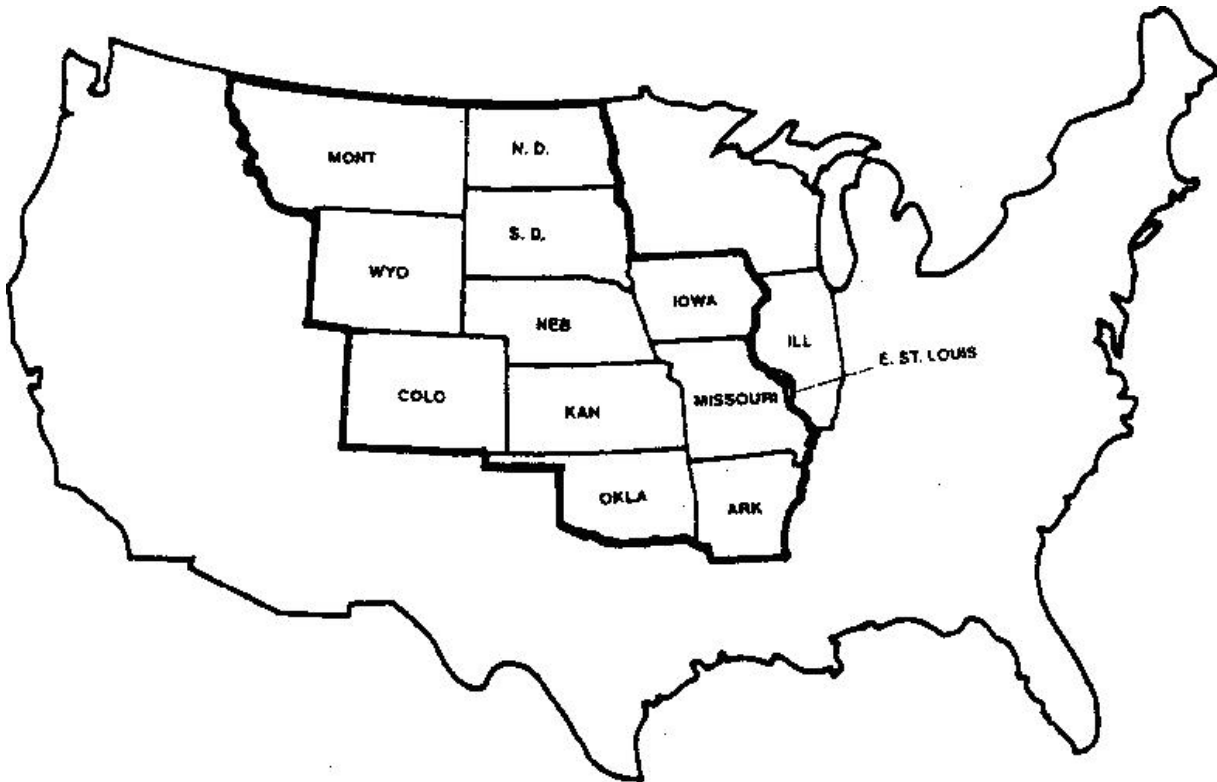 MONT
N. D.
S. D.
WYO
IOWA
NEB
ILL
E. ST. LOUIS
COLO
KAN
MISSOURI
OKLA
ARK